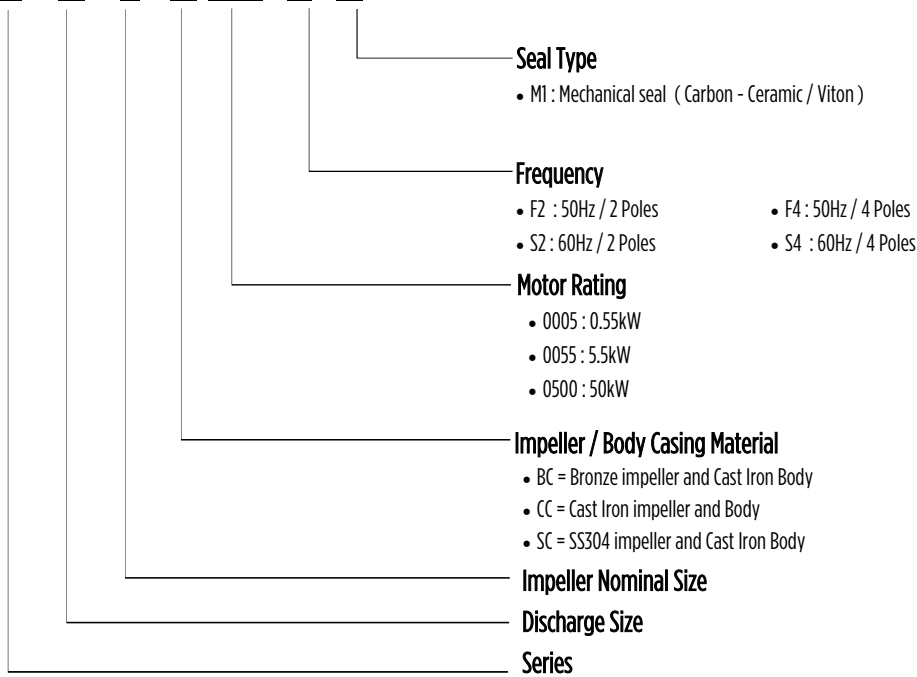 Seal Type
• M1 : Mechanical seal ( Carbon - Ceramic / Viton )
Frequency
• F2 : 50Hz / 2 Poles • F4 : 50Hz / 4 Poles
• S2 : 60Hz / 2 Poles • S4 : 60Hz / 4 Poles
Motor Rating
• 0005 : 0.55kW
• 0055 : 5.5kW
• 0500 : 50kW
Impeller / Body Casing Material
• BC = Bronze impeller and Cast Iron Body
• CC = Cast Iron impeller and Body
• SC = SS304 impeller and Cast Iron Body
Impeller Nominal Size
Discharge Size
Series